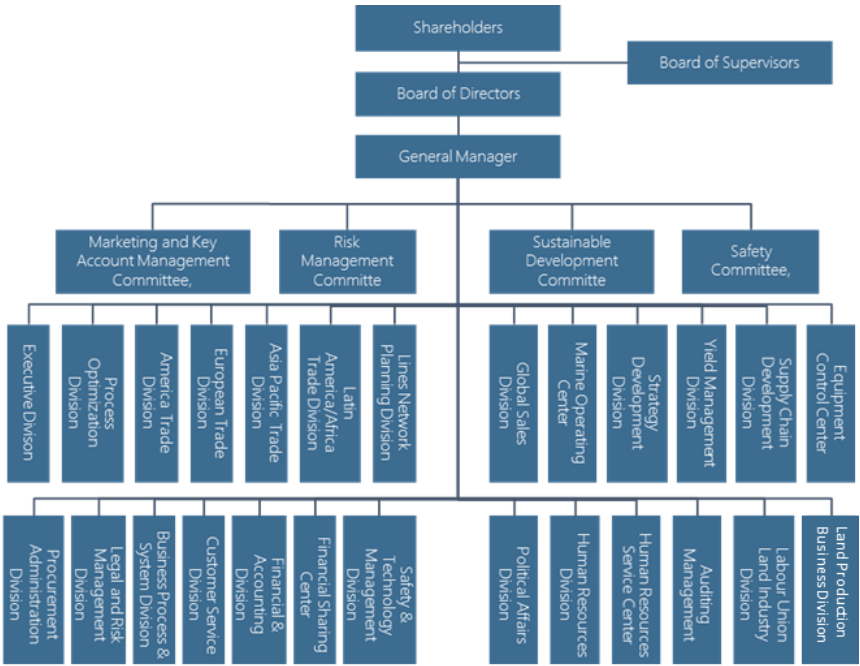 Shareholders
Board of Supervisors
Board of Directors
General Manager
Marketing and Key
Account Management
Committee,
Risk
Management
Committe
Sustainable
Development
Committe
Safety
Committee,
Executive Divison
Process
Optimization
Division
America Trade
Division
European Trade
Division
Asia Pacific Trade
Division
Latin
America/Africa
Trade Division
Lines Network
Planning Division
Global Sales
Division
Marine Operating
Center
Strategy
Development
Division
Yield Management
Division
Supply Chain
Development
Division
Equipment
Control Center
Procurement
Administration
Division
Legal and Risk
Management
Division
Business Process &
System Division
Customer Service
Division
Financial &
Accounting
Division
Financial Sharing
Center
Safety &
Technology
Management
Division
Political Affairs
Division
Human Resources
Division
Human Resources
Service Center
Auditing
Management
Labour Union
Land Industry
Division
Land Production
Business Division